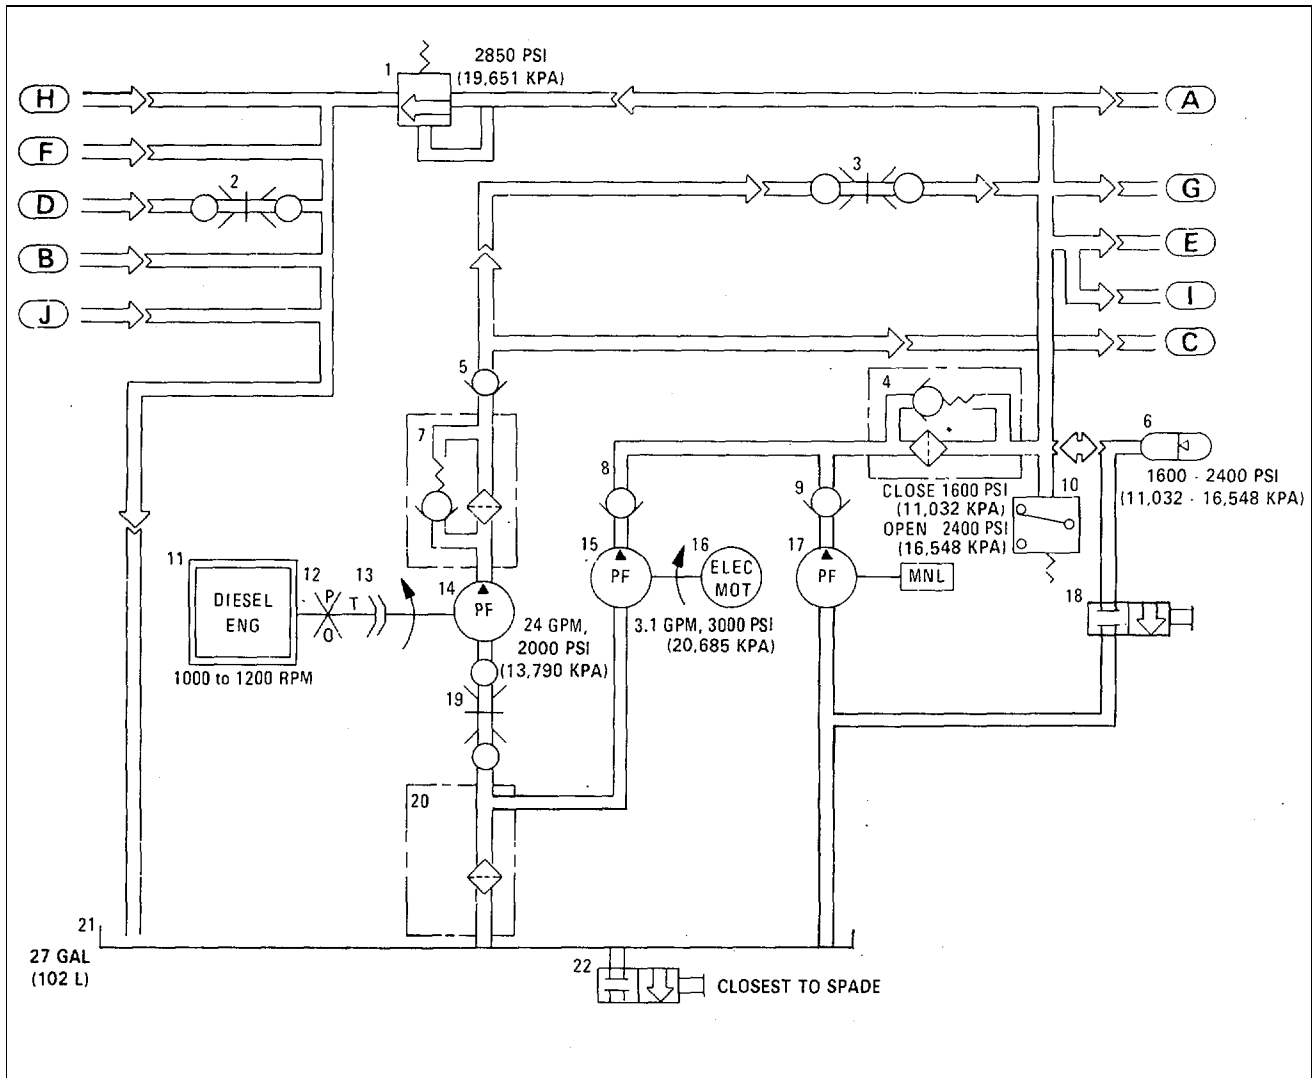 1
2850 PSI
(19,651 KPA)
H
A
F
3
2
G
D
E
B
I
J
C
5
4
6
7
1600 - 2400 PSI
(11,032 - 16,548 KPA)
8
9
CLOSE 1600 PSI
(11,032 KPA)
OPEN 2400 PSI
(16,548 KPA)
10
11
12
13
14
15
16
17
18
DIESEL
ENG
1000 to 1200 RPM
P
T
O
PF
24 GPM,
2000 PSI
(13,790 KPA)
PF
ELEC
MOT
3.1 GPM, 3000 PSI
(20,685 KPA)
PF
MNL
19
20
21
27 GAL
(102 L)
22
CLOSEST TO SPADE